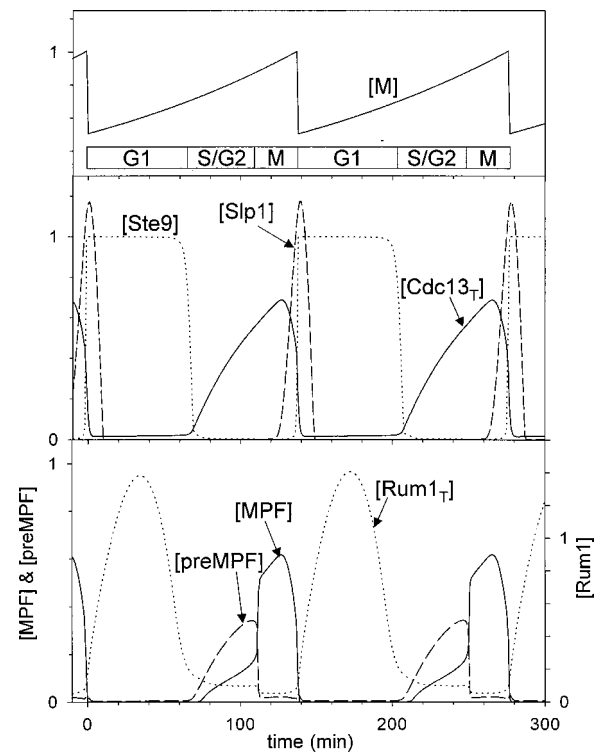 1
[M]
G1 S/G2 M G1 S/G2 M
[Ste9] [Slp1]
1
[Cdc13T]
0
1
[Rum1T]
[MPF]
[preMPF]
1
0 0
[MPF] & [preMPF]
[Rum1]
0 100 200 300
time (min)